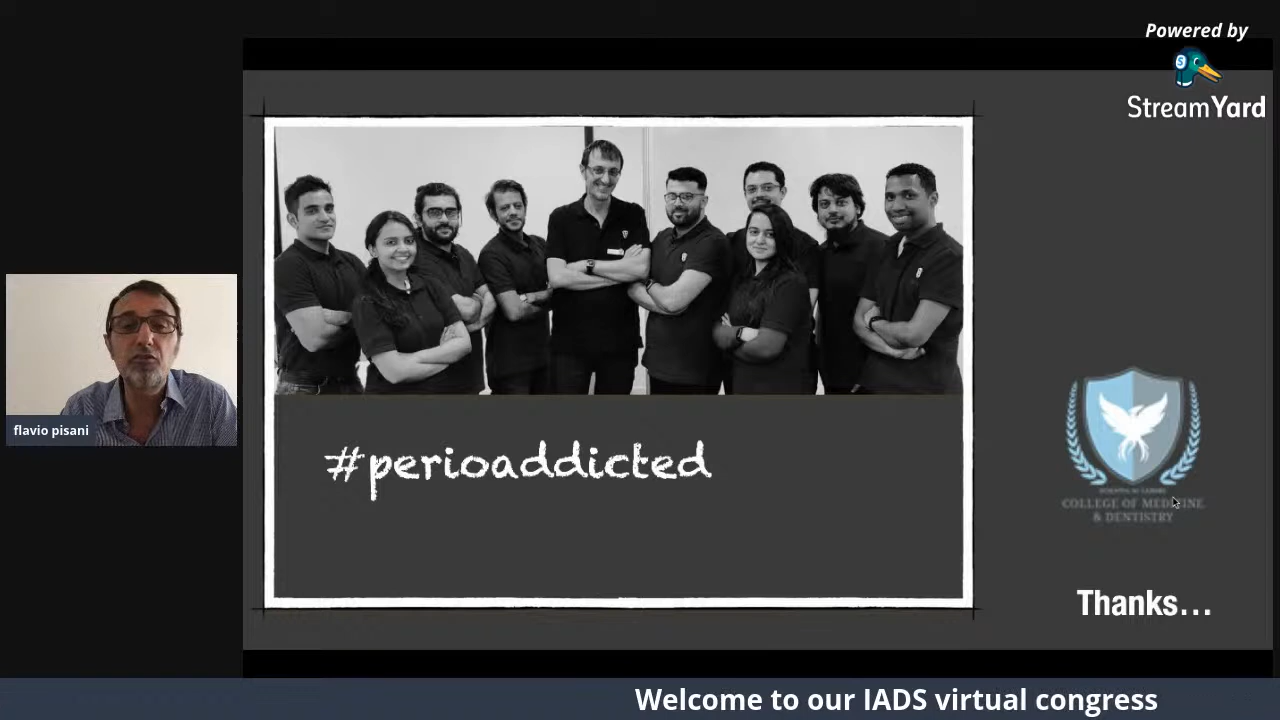 Powered by
StreamYard
#perioaddicted
flavio pisani
COLLEGE OF MEDICINE
& DENTISTRY
Thanks...
Welcome to our IADS virtual congress